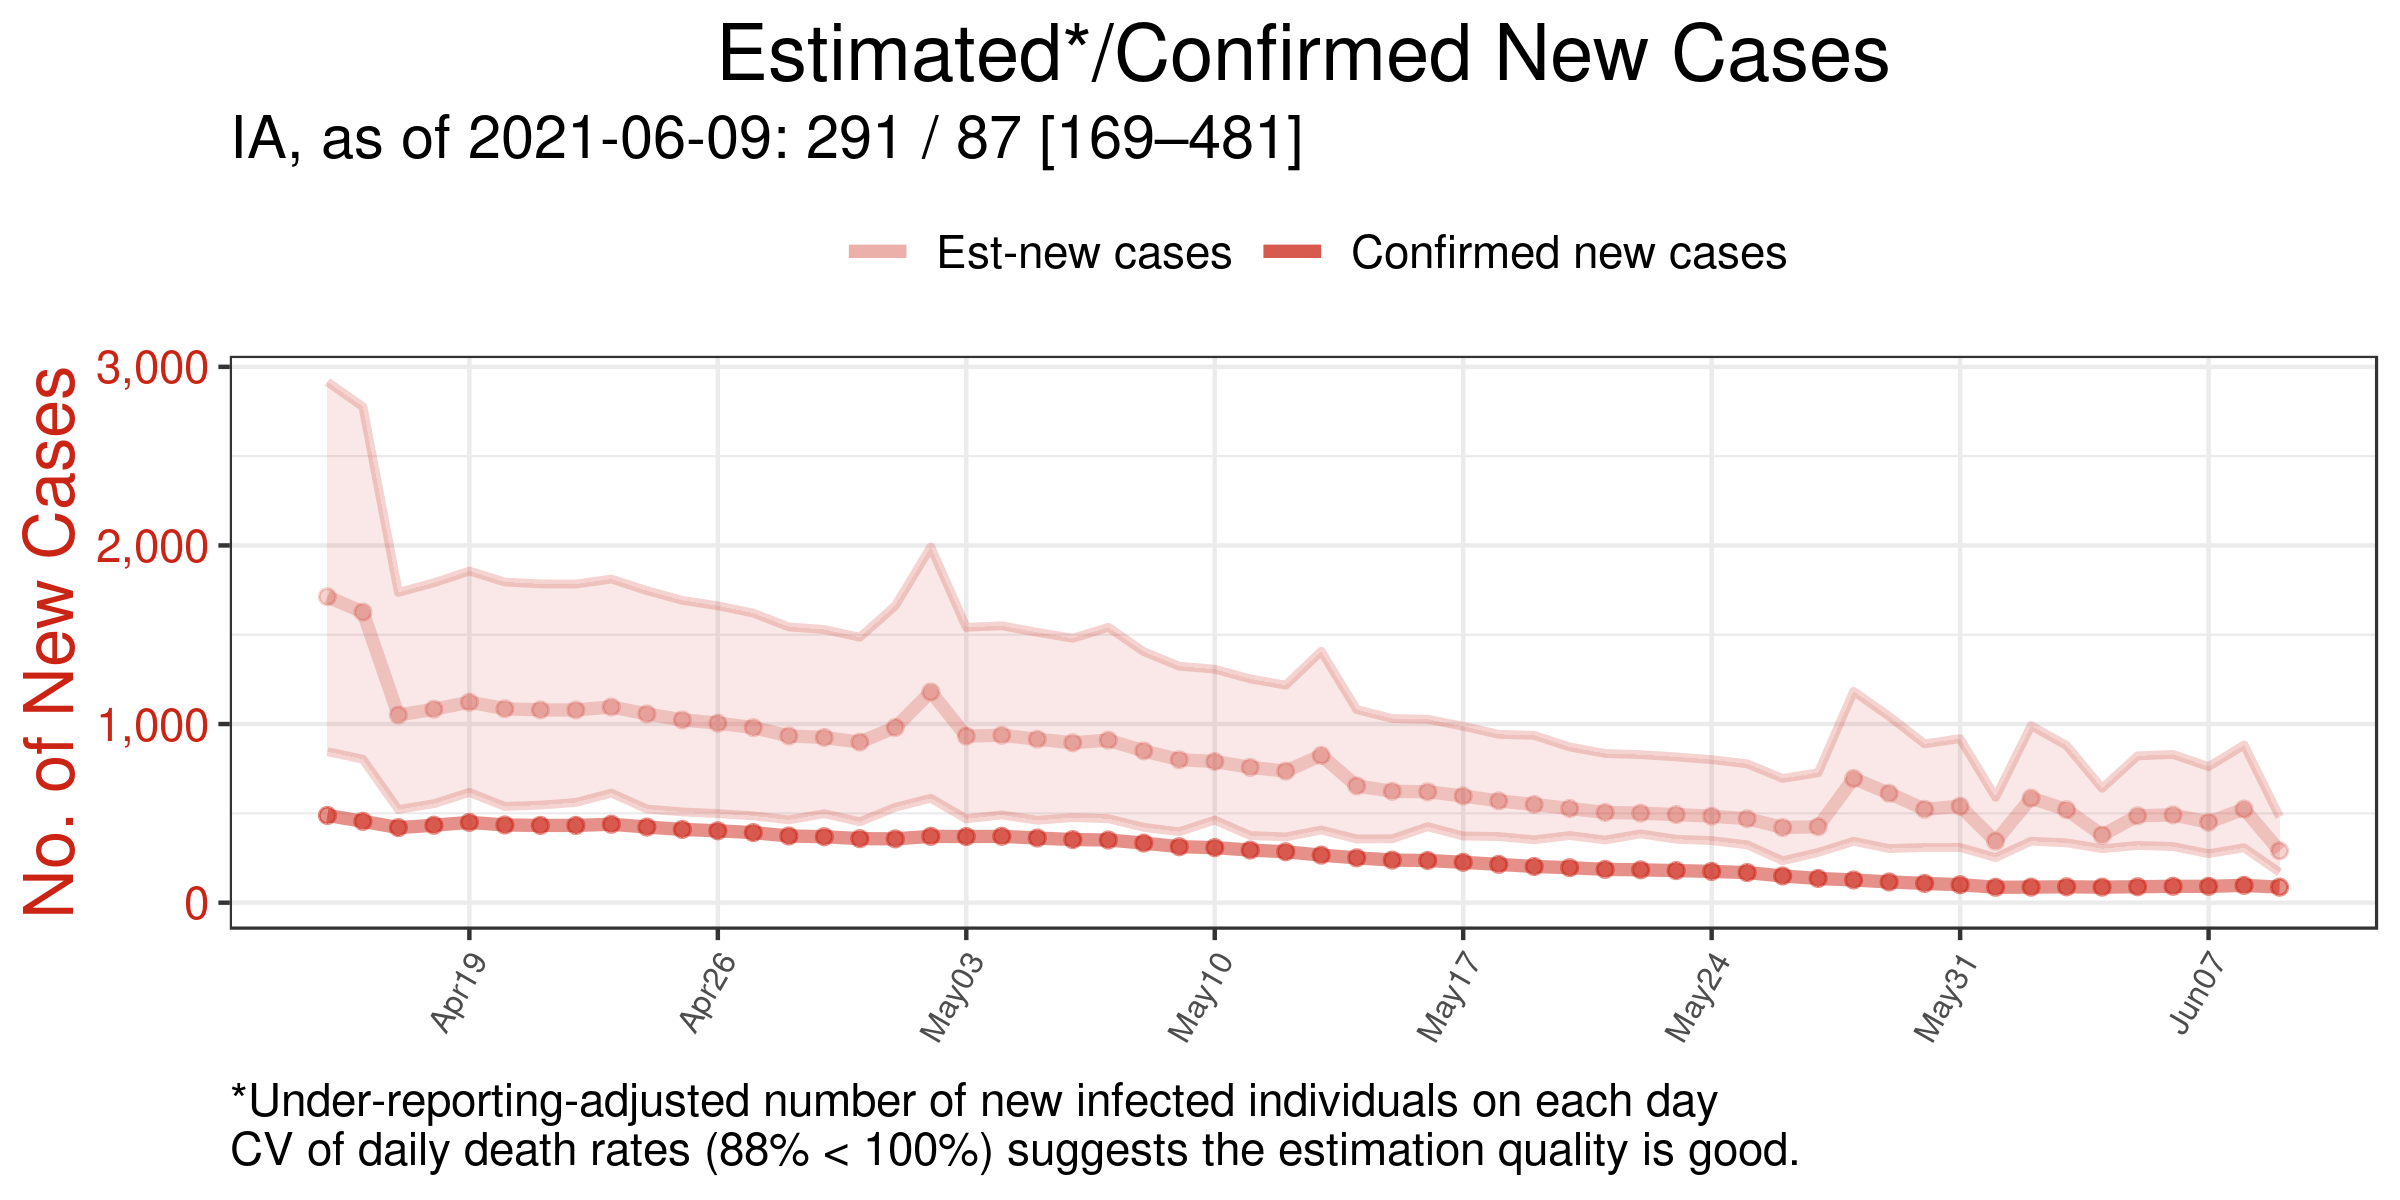 Estimated*/Confirmed New Cases
IA, as of 2021-06-09: 291 / 87 [169–481]
Est-new cases
Confirmed new cases
No. of New Cases
3,000
2,000
1,000
0
Apr19
Apr26
May03
May10
May17
May24
May31
Jun07
*Under-reporting-adjusted number of new infected individuals on each day
CV of daily death rates (88% < 100%) suggests the estimation quality is good.